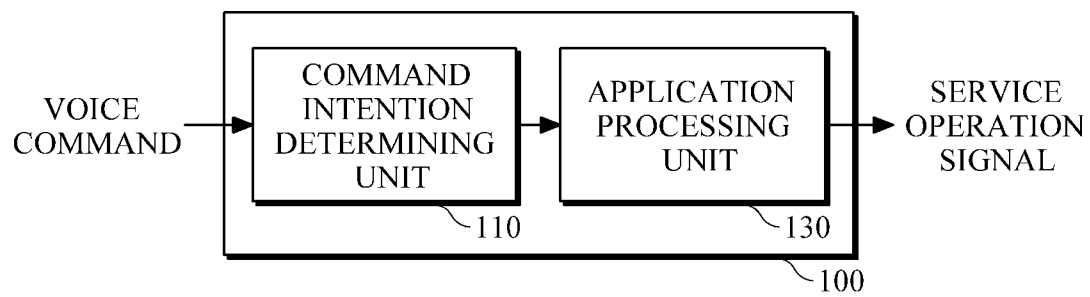 VOICE
COMMAND
COMMAND
INTENTION
DETERMINING
UNIT
110
APPLICATION
PROCESSING
UNIT
130
SERVICE
OPERATION
SIGNAL
100